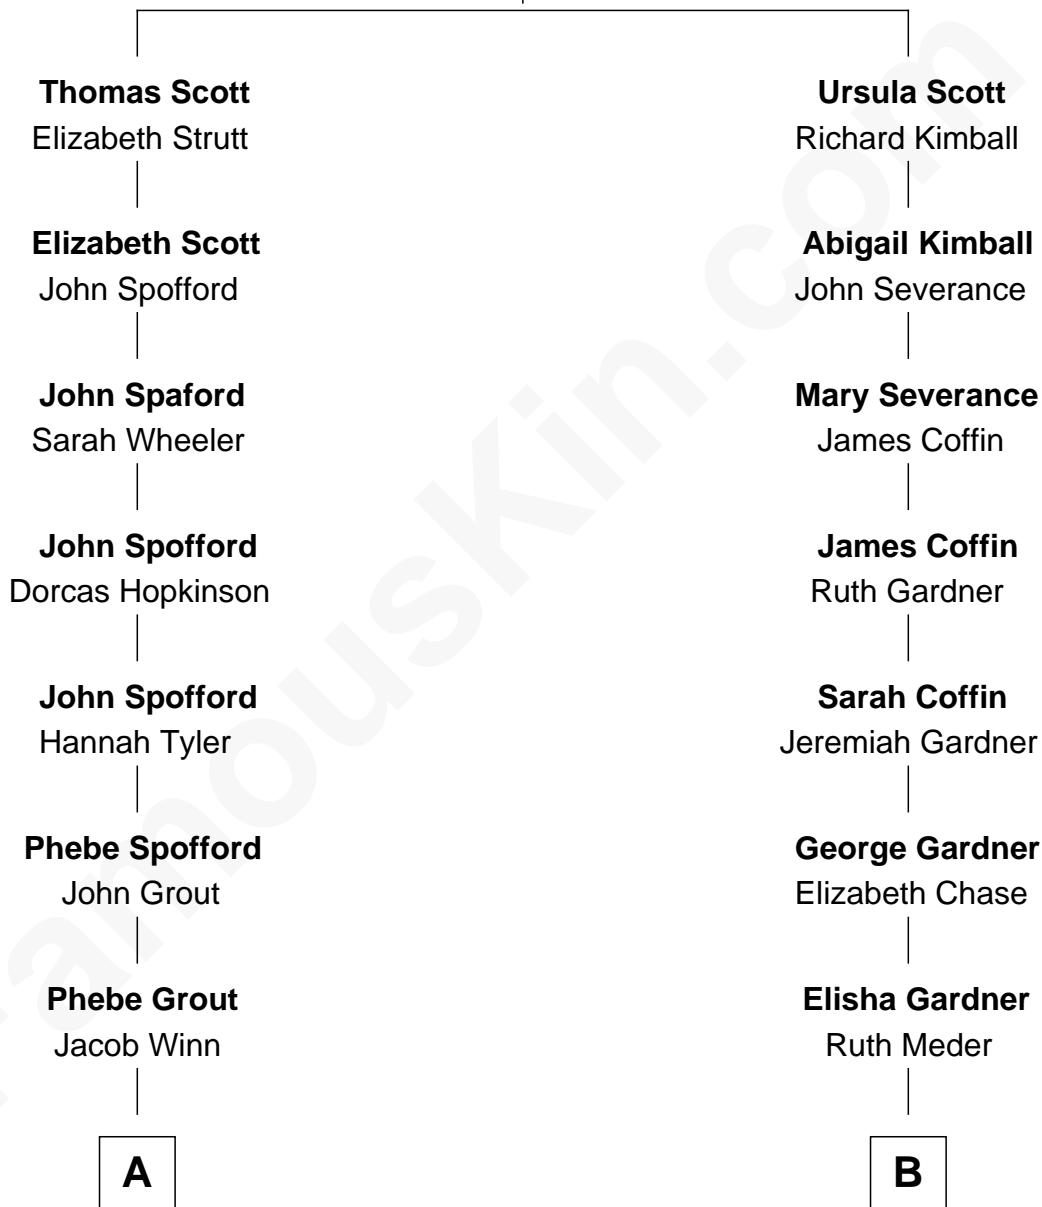 Thomas Scott
Elizabeth Strutt
Elizabeth Scott
John Spofford
John Spaford
Sarah Wheeler
John Spofford
Dorcas Hopkinson
John Spofford
Hannah Tyler
Phebe Spofford
John Grout
Phebe Grout
Jacob Winn
A
Ursula Scott
Richard Kimball
Abigail Kimball
John Severance
Mary Severance
James Coffin
James Coffin
Ruth Gardner
Sarah Coffin
Jeremiah Gardner
George Gardner
Elizabeth Chase
Elisha Gardner
Ruth Meder
B
FamousKin.com